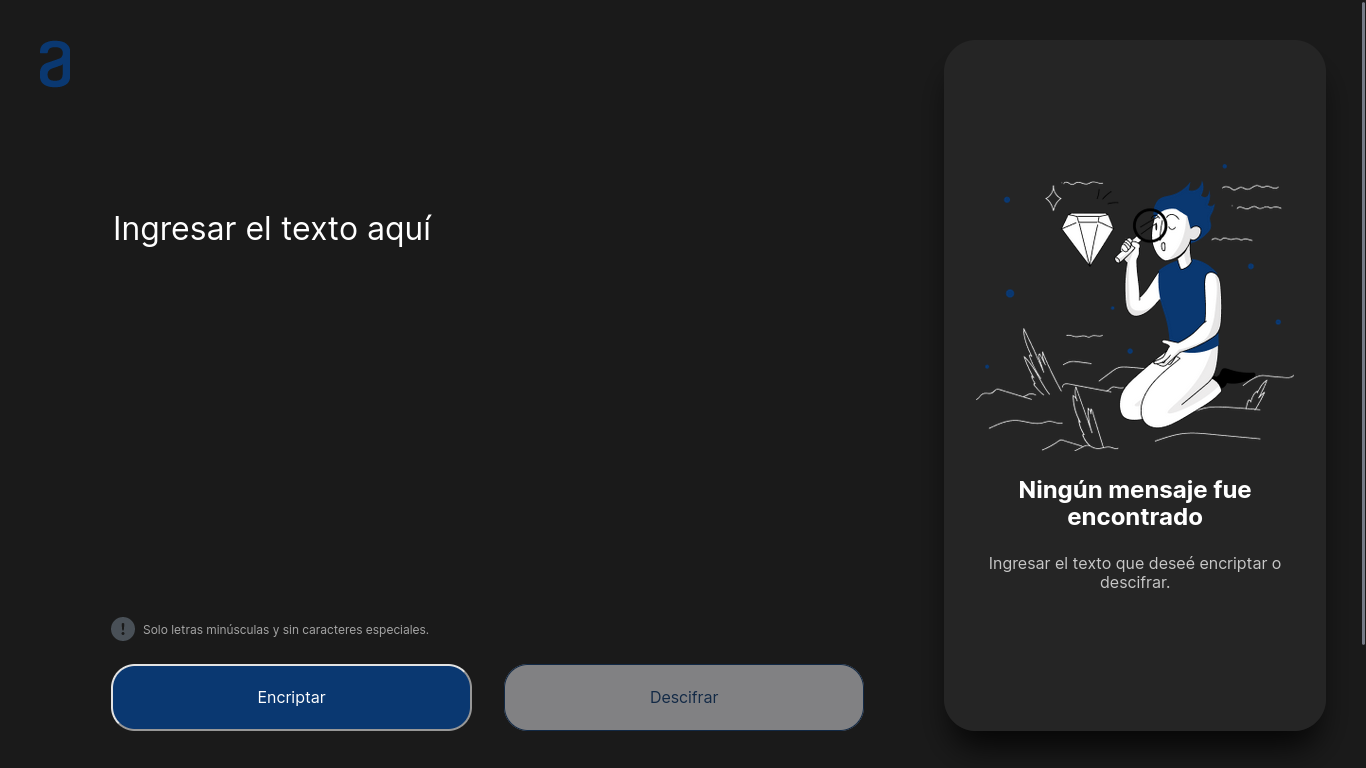 a
Ingresar el texto aquí
Solo letras minúsculas y sin caracteres especiales.
Encriptar
Descifrar
Ningún mensaje fue
encontrado
Ingresar el texto que deseé encriptar o
descifrar.